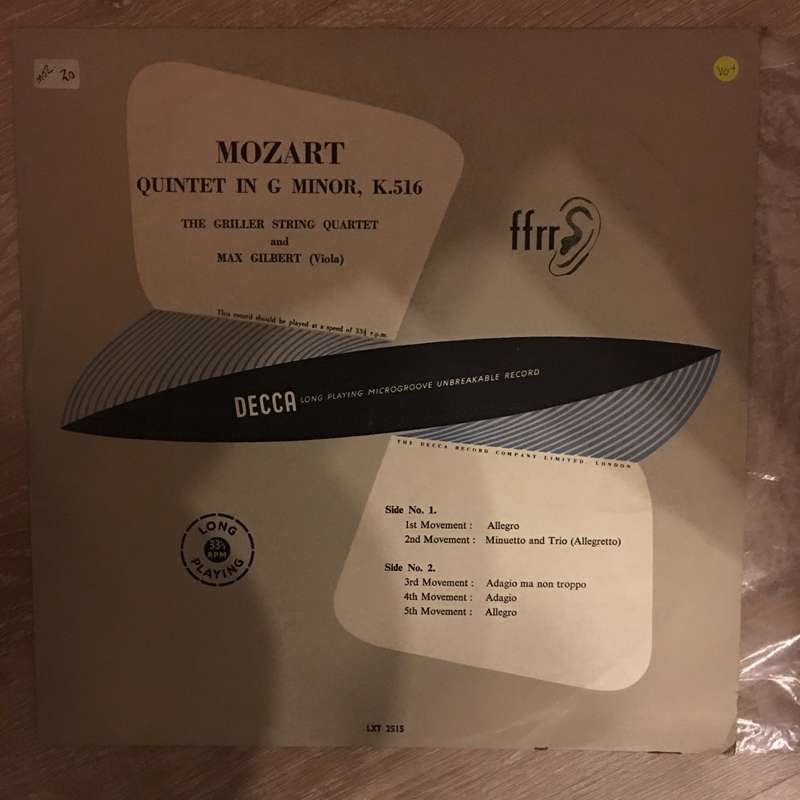 MOZ. 20
VG+
MOZART
QUINTET IN G MINOR, K.516
THE GRILLER STRING QUARTET
and
MAX GILBERT (Viola)
ffrr
This record should be played at a speed of 33⅓ r.p.m.
DECCA LONG PLAYING MICROGROOVE UNBREAKABLE RECORD
THE DECCA RECORD COMPANY LIMITED. LONDON
Side No. 1.
1st Movement : Allegro
2nd Movement : Minuetto and Trio (Allegretto)
Side No. 2.
3rd Movement : Adagio ma non troppo
4th Movement : Adagio
5th Movement : Allegro
LONG
33⅓
RPM
PLAYING
LXT 2515